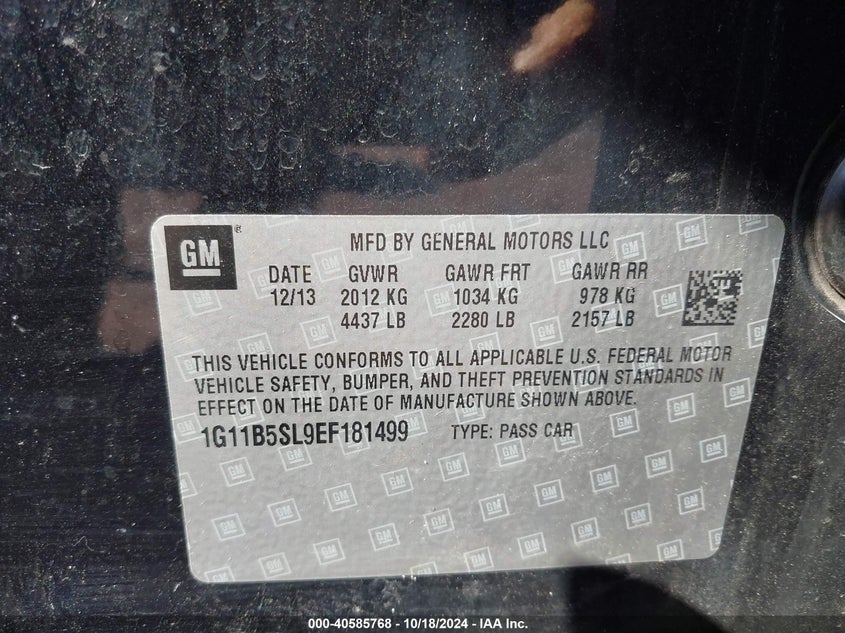 GM ®
MFD BY GENERAL MOTORS LLC
DATE GVWR GAWR FRT GAWR RR
12/13 2012 KG 1034 KG 978 KG
4437 LB 2280 LB 2157 LB
THIS VEHICLE CONFORMS TO ALL APPLICABLE U.S. FEDERAL MOTOR
VEHICLE SAFETY, BUMPER, AND THEFT PREVENTION STANDARDS IN
EFFECT ON THE DATE OF MANUFACTURE SHOWN ABOVE.
1G11B5SL9EF181499 TYPE: PASS CAR
000-40585768 - 10/18/2024 - IAA Inc.